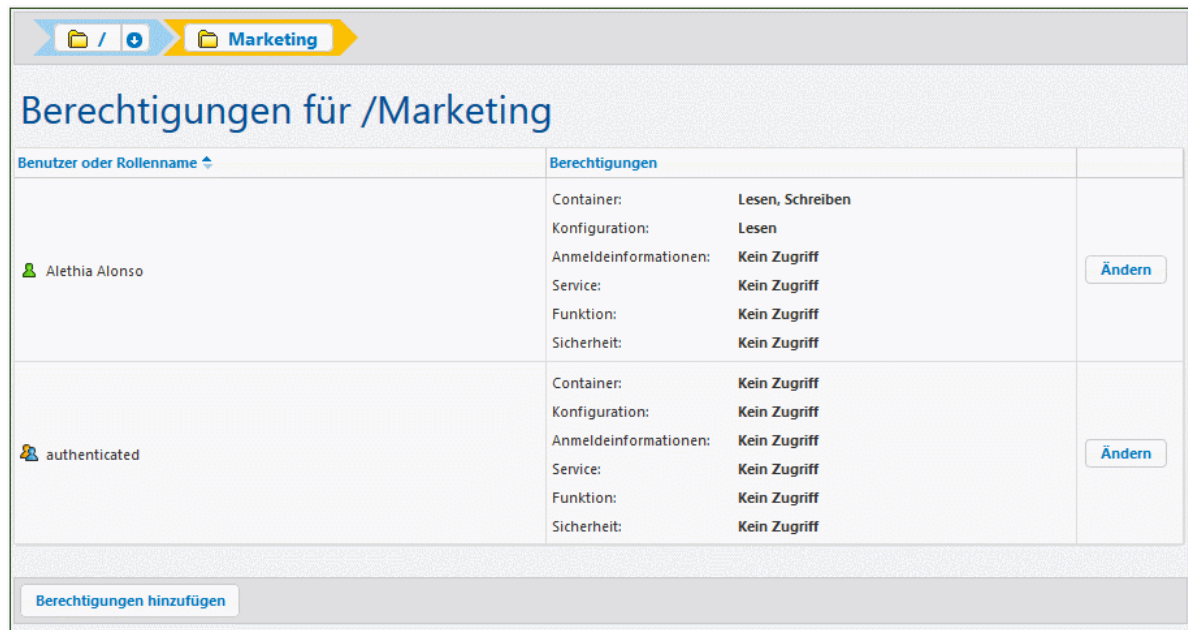 / Marketing
Berechtigungen für /Marketing
Benutzer oder Rollenname Berechtigungen
Container: Lesen, Schreiben
Konfiguration: Lesen
Anmeldeinformationen: Kein Zugriff
Alethia Alonso Ändern
Service: Kein Zugriff
Funktion: Kein Zugriff
Sicherheit: Kein Zugriff
Container: Kein Zugriff
Konfiguration: Kein Zugriff
Anmeldeinformationen: Kein Zugriff
authenticated Ändern
Service: Kein Zugriff
Funktion: Kein Zugriff
Sicherheit: Kein Zugriff
Berechtigungen hinzufügen